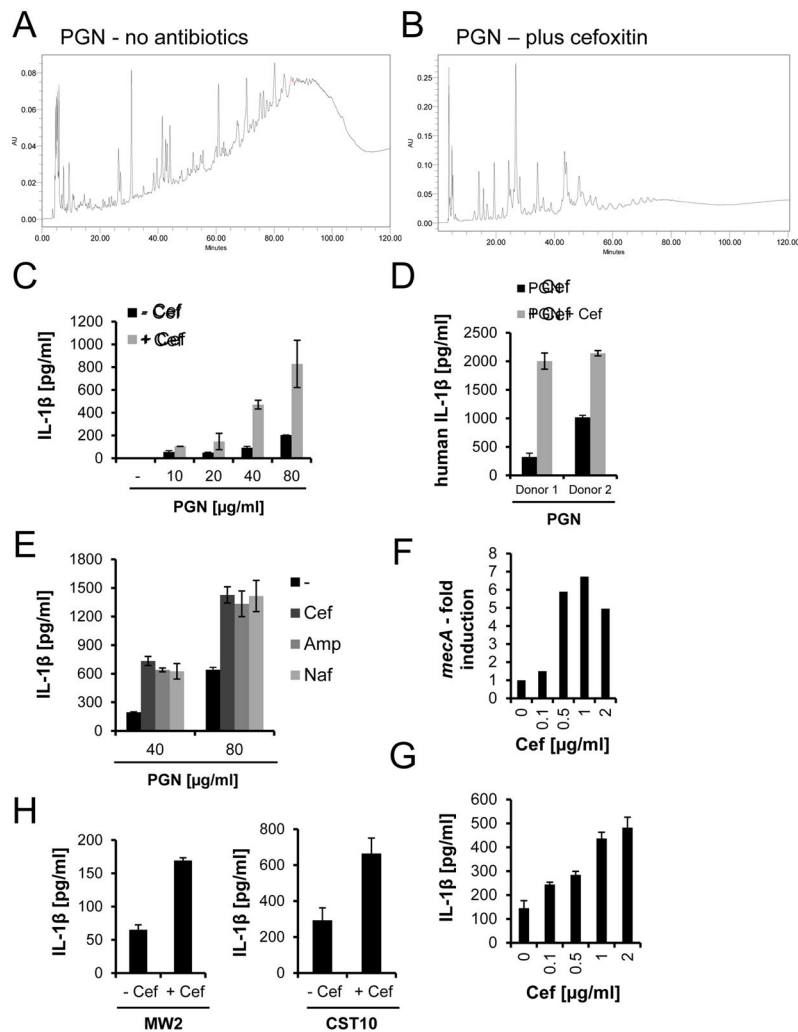 A
PGN - no antibiotics
0.08
0.06
0.04
0.02
0.00
AU
0.00 20.00 40.00 60.00 80.00 100.00 120.00
Minutes
B
PGN – plus cefoxitin
0.25
0.20
0.15
0.10
0.05
0.00
AU
20.00 40.00 60.00 80.00 100.00 120.00
Minutes
C
- Cef
+ Cef
1200
1000
800
600
400
200
0
IL-1β [pg/ml]
- 10 20 40 80
PGN [µg/ml]
D
PGN
PGN + Cef
2500
2000
1500
1000
500
0
human IL-1β [pg/ml]
Donor 1 Donor 2
PGN
E
1800
1500
1200
900
600
300
0
IL-1β [pg/ml]
-
Cef
Amp
Naf
40 80
PGN [µg/ml]
F
8
7
6
5
4
3
2
1
0
mecA - fold
induction
0 0.1 0.5 1 2
Cef [µg/ml]
G
600
500
400
300
200
100
0
IL-1β [pg/ml]
0 0.1 0.5 1 2
Cef [µg/ml]
H
200
150
100
50
0
IL-1β [pg/ml]
- Cef + Cef
MW2
800
600
400
200
0
IL-1β [pg/ml]
- Cef + Cef
CST10